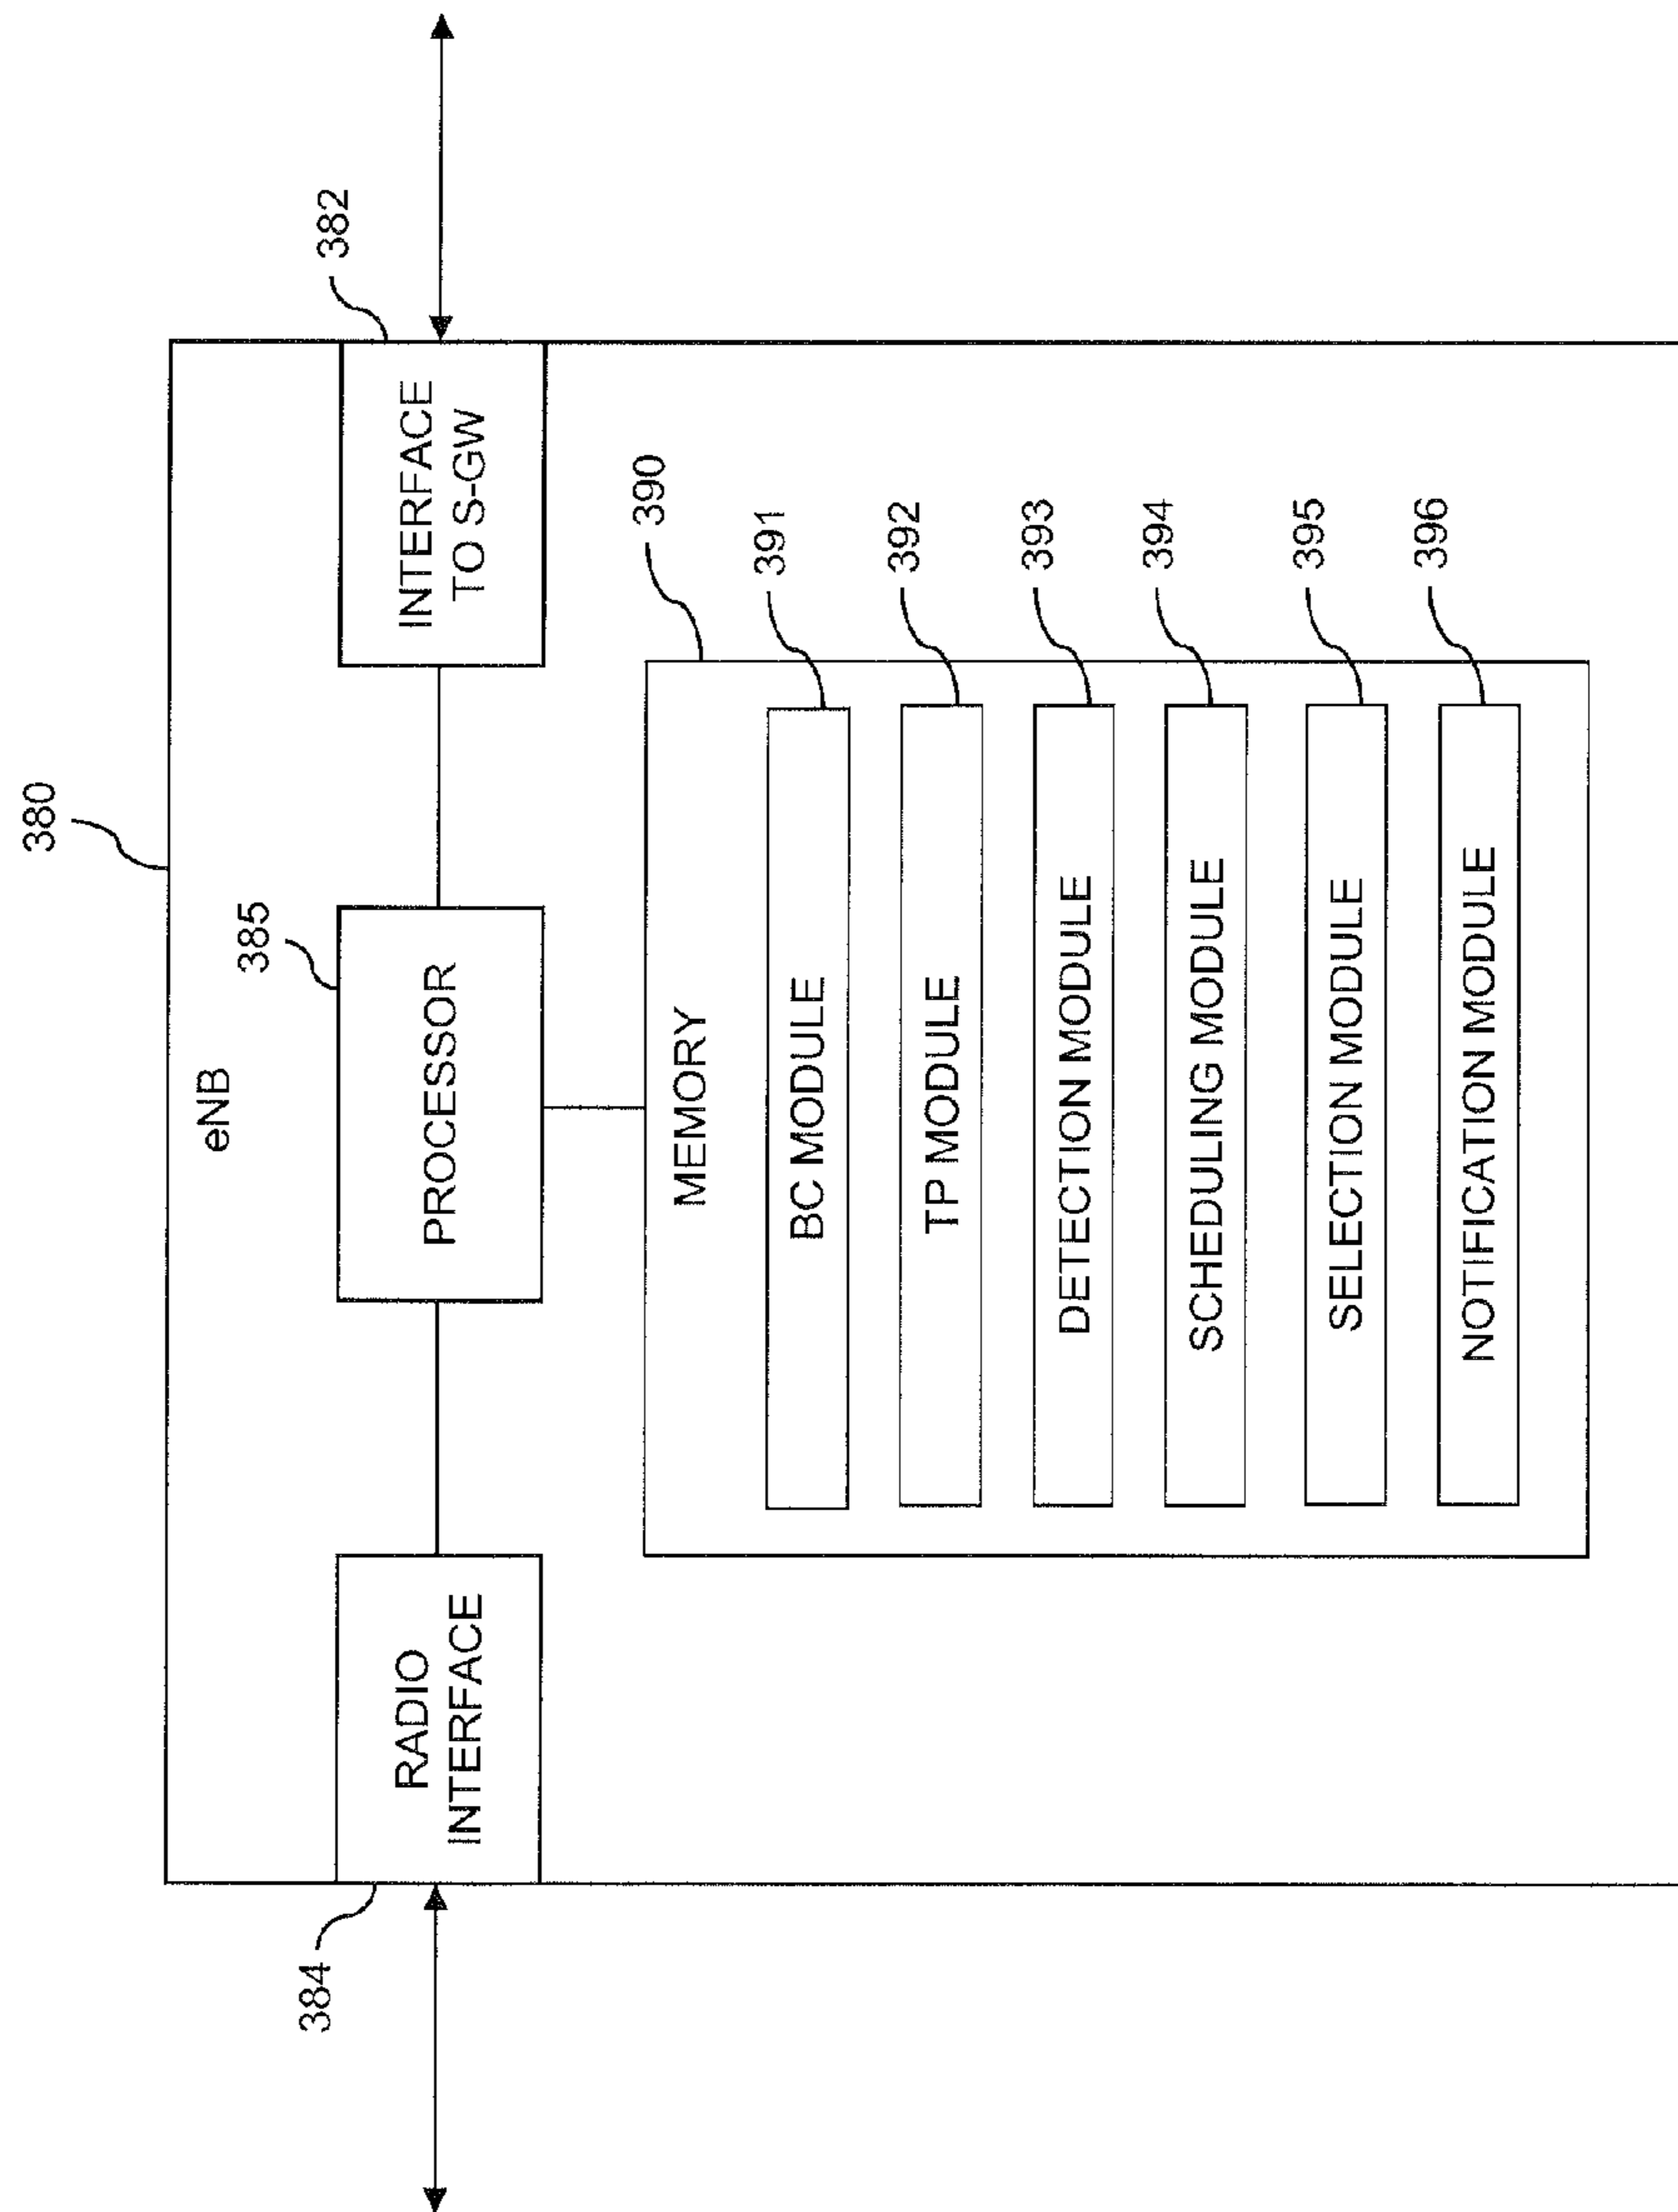 380
eNB
385
382
384
RADIO
INTERFACE
PROCESSOR
INTERFACE
TO S-GW
390
MEMORY
391
BC MODULE
392
TP MODULE
393
DETECTION MODULE
394
SCHEDULING MODULE
395
SELECTION MODULE
396
NOTIFICATION MODULE